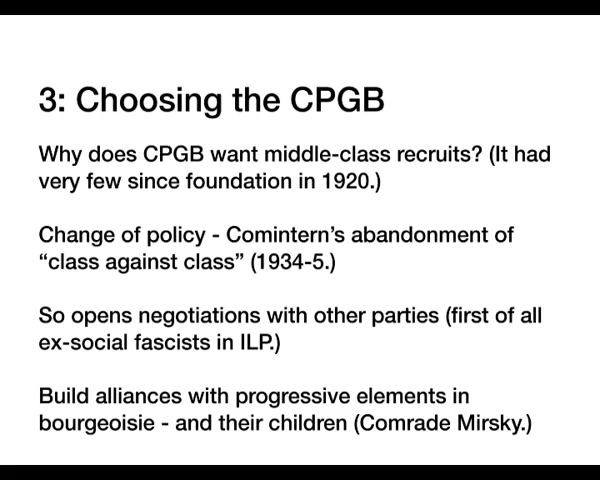 3: Choosing the CPGB
Why does CPGB want middle-class recruits? (It had
very few since foundation in 1920.)
Change of policy - Comintern's abandonment of
“class against class” (1934-5.)
So opens negotiations with other parties (first of all
ex-social fascists in ILP.)
Build alliances with progressive elements in
bourgeoisie - and their children (Comrade Mirsky.)